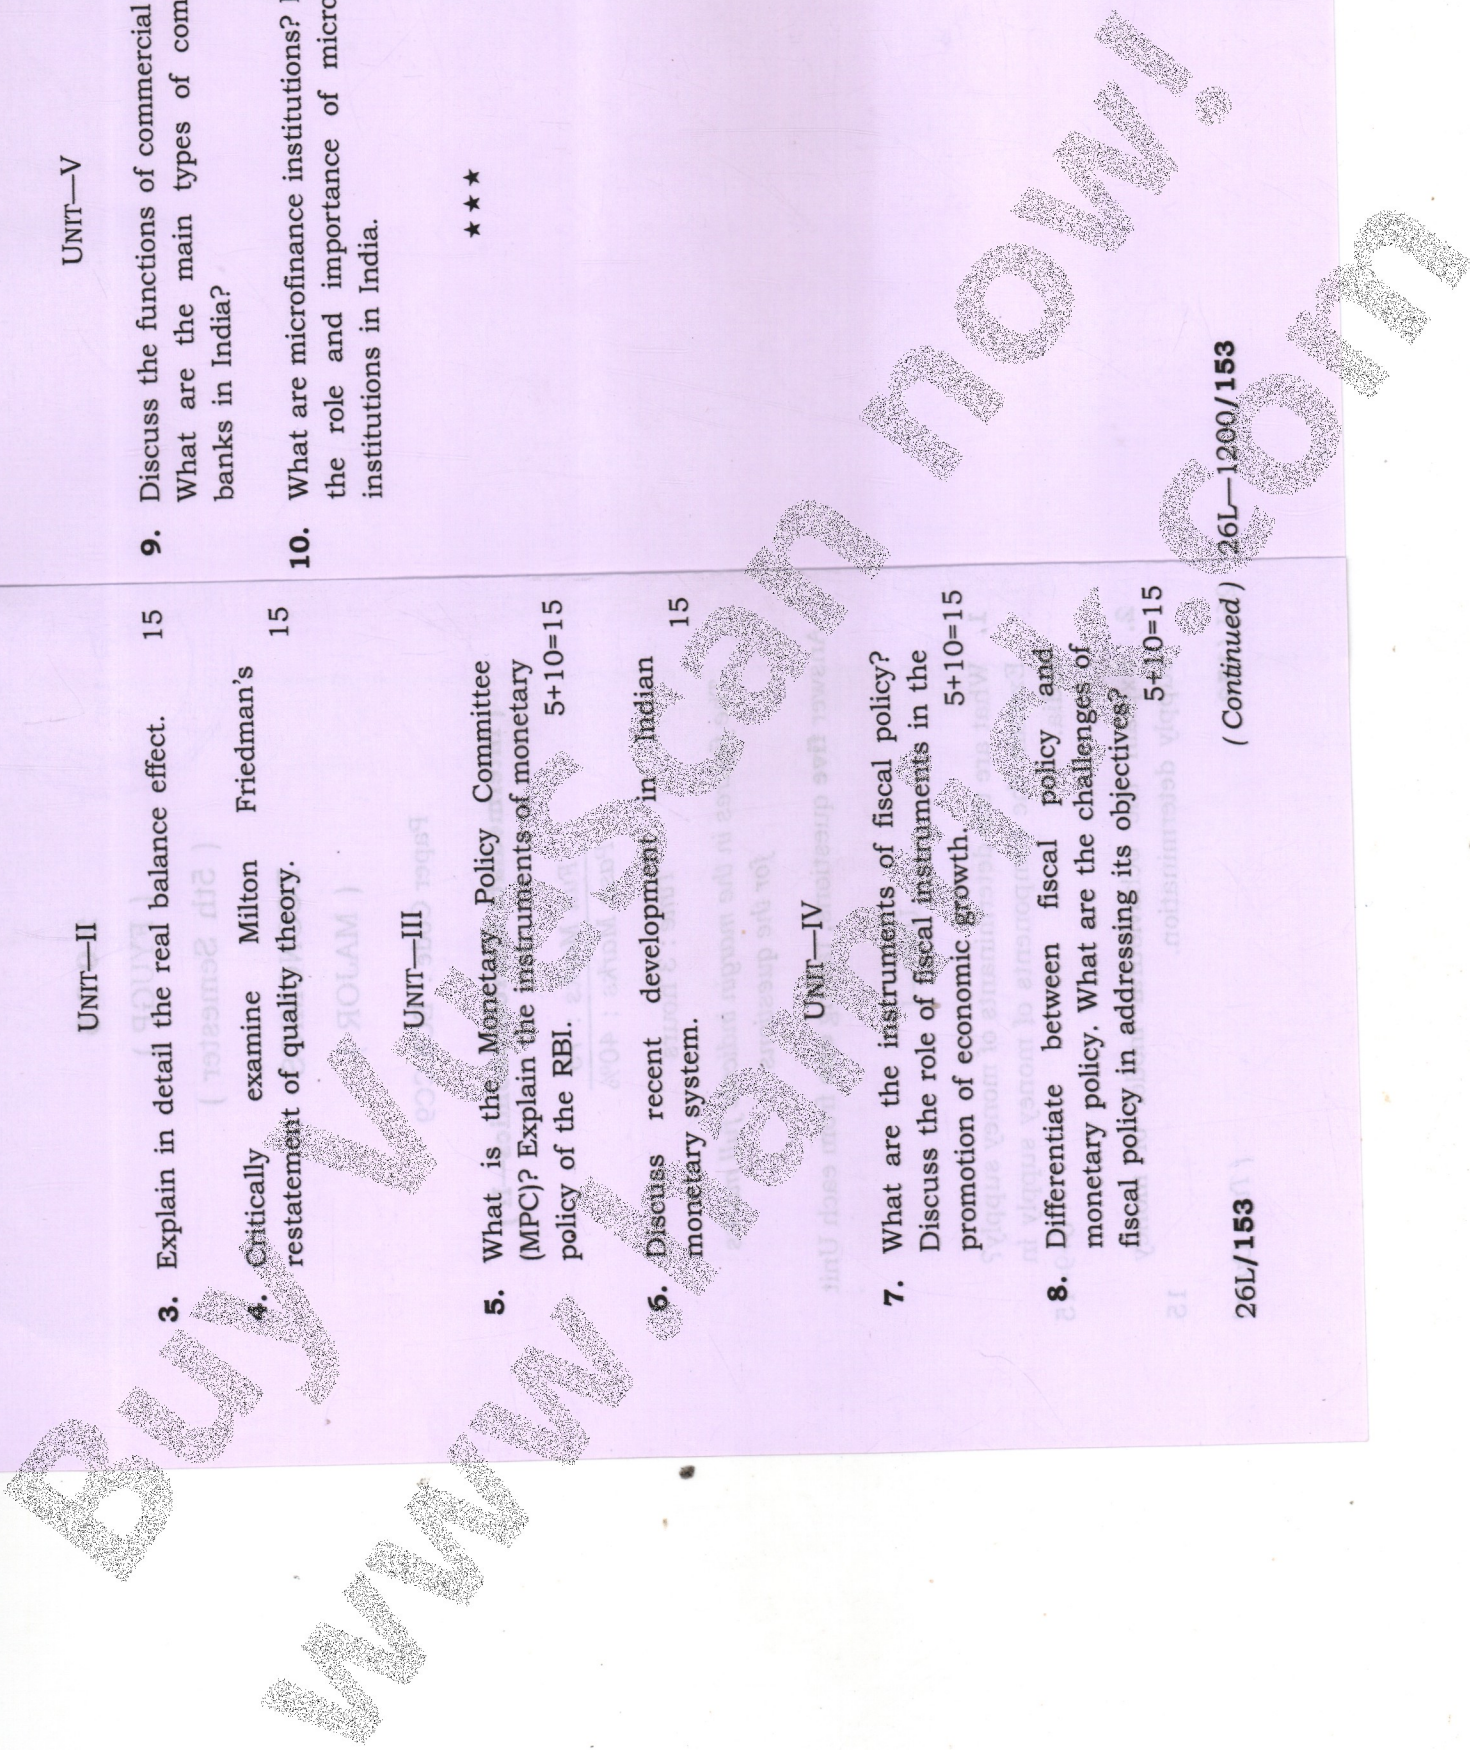 UNIT—II
3. Explain in detail the real balance effect. 15
4. Critically examine Milton Friedman's
restatement of quality theory. 15
UNIT—III
5. What is the Monetary Policy Committee
(MPC)? Explain the instruments of monetary
policy of the RBI. 5+10=15
6. Discuss recent development in Indian
monetary system. 15
UNIT—IV
7. What are the instruments of fiscal policy?
Discuss the role of fiscal instruments in the
promotion of economic growth. 5+10=15
8. Differentiate between fiscal policy and
monetary policy. What are the challenges of
fiscal policy in addressing its objectives?
5+10=15
26L/153 (Continued)
UNIT—V
9. Discuss the functions of commercial
What are the main types of com
banks in India?
10. What are microfinance institutions?
the role and importance of micro
institutions in India.
★★★
26L—1200/153
Buy VueScan now!
www.hamrick.com